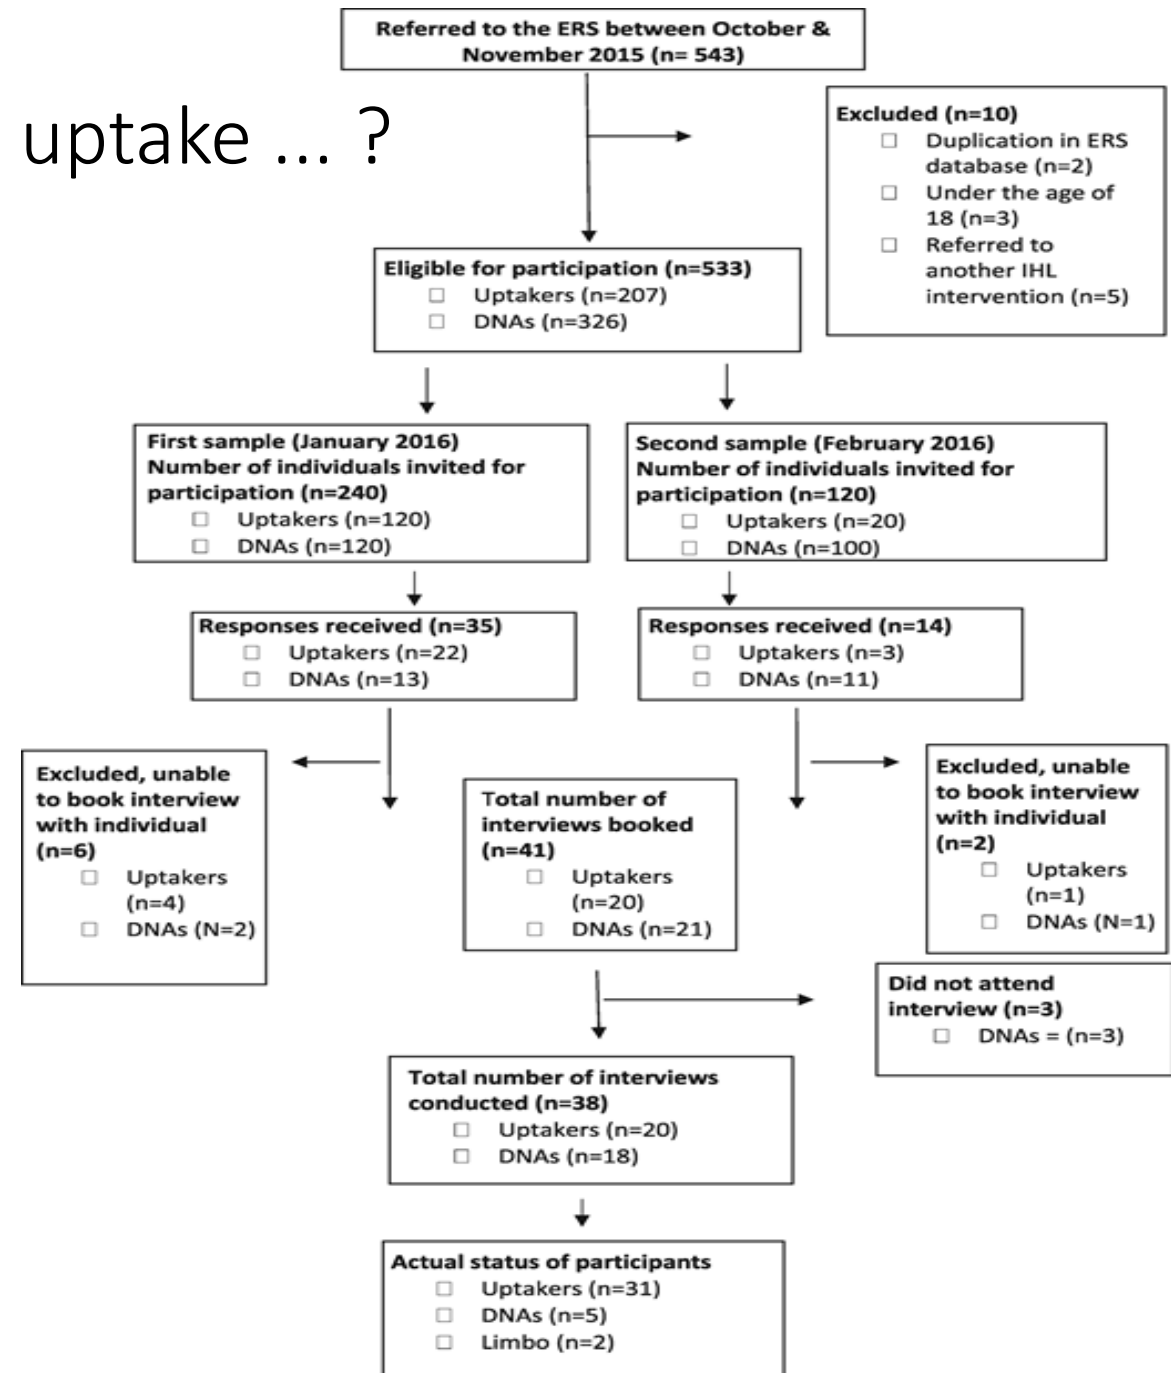 Referred to the ERS between October &
November 2015 (n= 543)
uptake ... ?
Excluded (n=10)
☐ Duplication in ERS
database (n=2)
☐ Under the age of
18 (n=3)
☐ Referred to
another IHL
intervention (n=5)
Eligible for participation (n=533)
☐ Uptakers (n=207)
☐ DNAs (n=326)
First sample (January 2016)
Number of individuals invited for
participation (n=240)
☐ Uptakers (n=120)
☐ DNAs (n=120)
Second sample (February 2016)
Number of individuals invited for
participation (n=120)
☐ Uptakers (n=20)
☐ DNAs (n=100)
Responses received (n=35)
☐ Uptakers (n=22)
☐ DNAs (n=13)
Responses received (n=14)
☐ Uptakers (n=3)
☐ DNAs (n=11)
Excluded, unable
to book interview
with individual
(n=6)
☐ Uptakers
(n=4)
☐ DNAs (N=2)
Total number of
interviews booked
(n=41)
☐ Uptakers
(n=20)
☐ DNAs (n=21)
Excluded, unable
to book interview
with individual
(n=2)
☐ Uptakers
(n=1)
☐ DNAs (N=1)
Did not attend
interview (n=3)
☐ DNAs = (n=3)
Total number of interviews
conducted (n=38)
☐ Uptakers (n=20)
☐ DNAs (n=18)
Actual status of participants
☐ Uptakers (n=31)
☐ DNAs (n=5)
☐ Limbo (n=2)